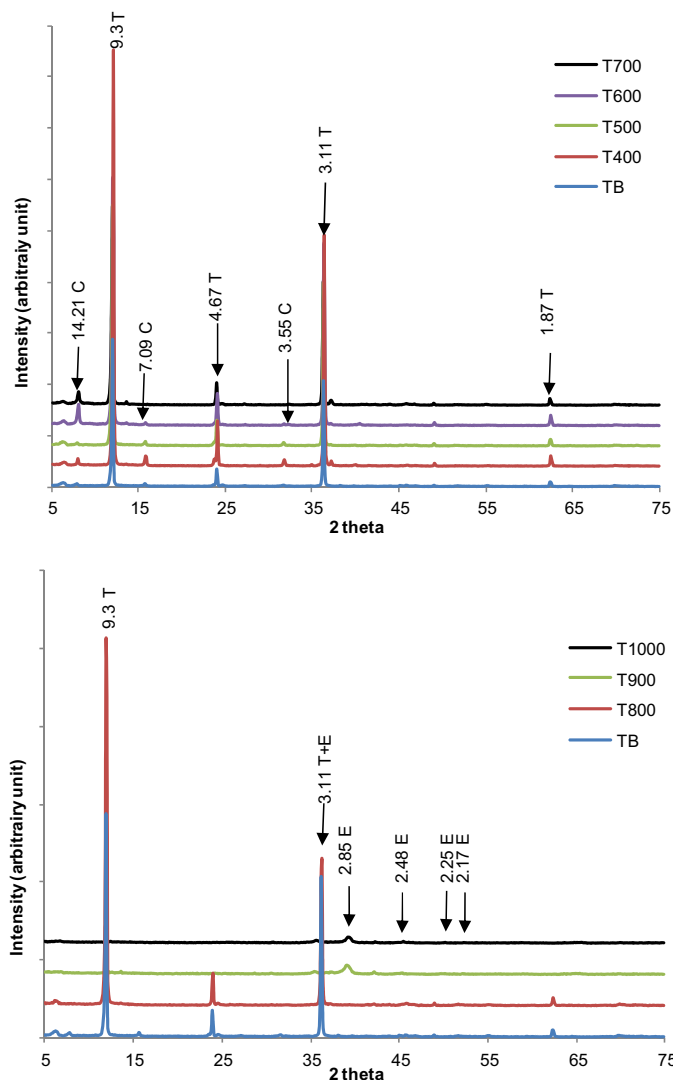 9.3 T
T700
T600
T500
T400
TB
3.11 T
14.21 C
7.09 C
4.67 T
3.55 C
1.87 T
Intensity (arbitraiy unit)
5 15 25 35 45 55 65 75
2 theta
9.3 T
T1000
T900
T800
TB
3.11 T+E
2.85 E
2.48 E
2.25 E
2.17 E
Intensity (arbitrairy unit)
5 15 25 35 45 55 65 75
2 theta